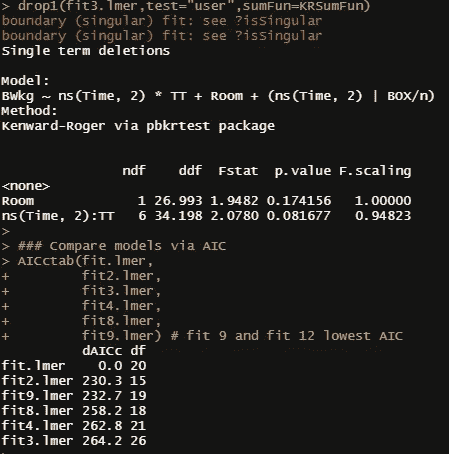 > drop1(fit3.lmer,test="user",sumFun=KRSumFun)
boundary (singular) fit: see ?isSingular
boundary (singular) fit: see ?isSingular
Single term deletions

Model:
BWkg ~ ns(Time, 2) * TT + Room + (ns(Time, 2) | BOX/n)
Method:
Kenward-Roger via pbkrtest package

ndf ddf Fstat p.value F.scaling
<none>
Room 1 26.993 1.9482 0.174156 1.00000
ns(Time, 2):TT 6 34.198 2.0780 0.081677 0.94823
>
> ### Compare models via AIC
> AICctab(fit.lmer,
+ fit2.lmer,
+ fit3.lmer,
+ fit4.lmer,
+ fit8.lmer,
+ fit9.lmer) # fit 9 and fit 12 lowest AIC
dAICc df
fit.lmer 0.0 20
fit2.lmer 230.3 15
fit9.lmer 232.7 19
fit8.lmer 258.2 18
fit4.lmer 262.8 21
fit3.lmer 264.2 26